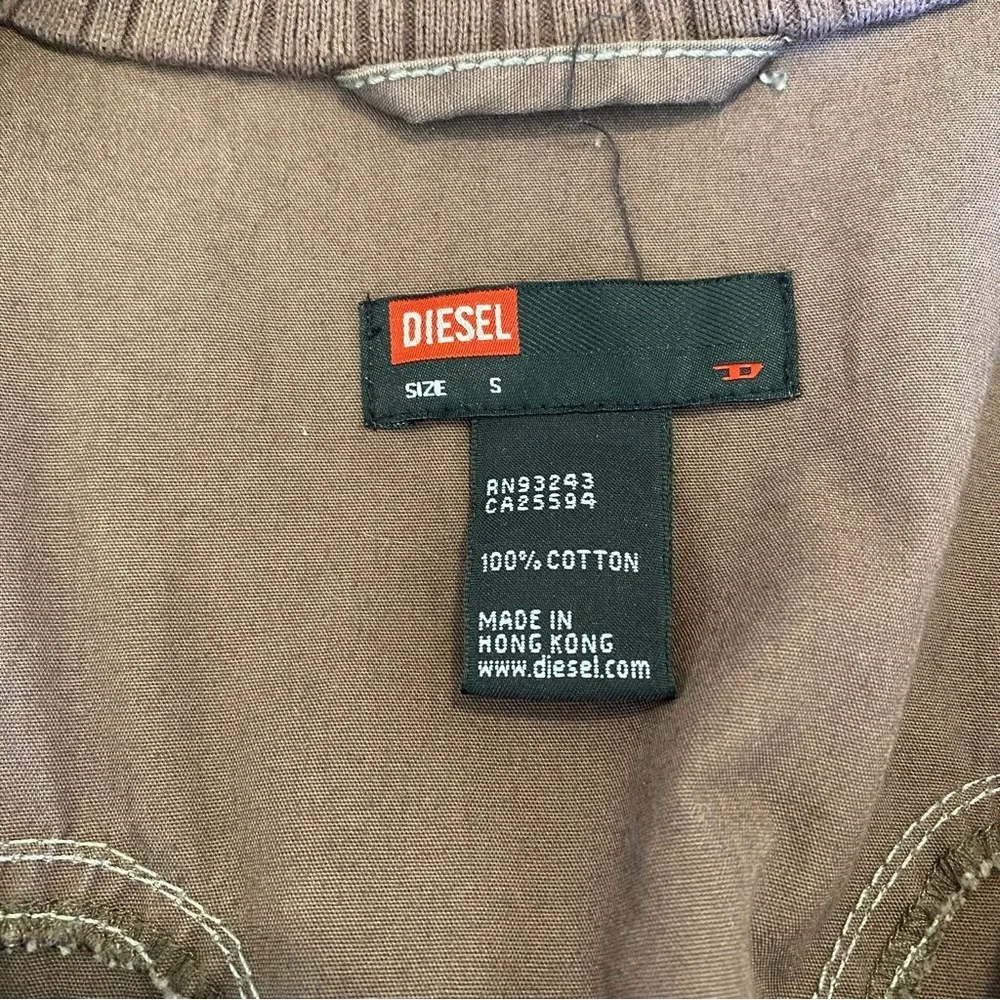 DIESEL
SIZE S
D
RN93243
CA25594
100% COTTON
MADE IN
HONG KONG
www.diesel.com